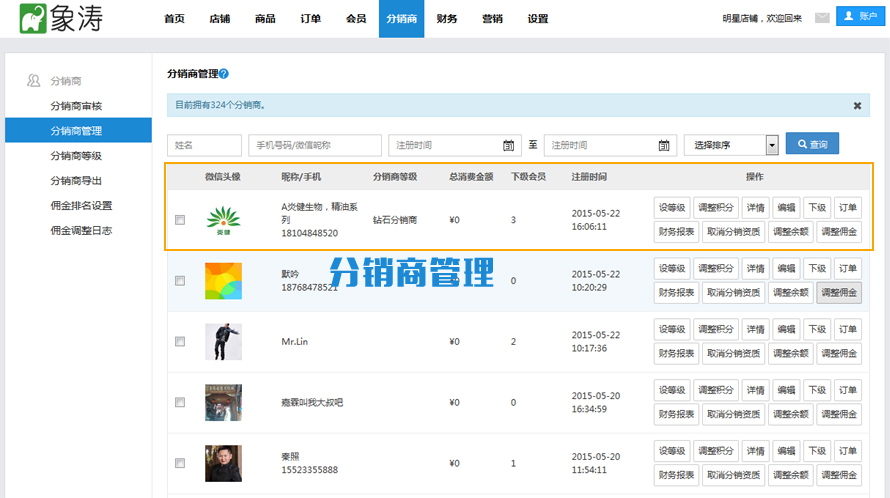 象涛
首页 店铺 商品 订单 会员 分销商 财务 营销 设置
明星店铺，欢迎回来 账户
分销商
分销商审核
分销商管理
分销商等级
分销商导出
佣金排名设置
佣金调整日志
分销商管理?
目前拥有324个分销商。 ✖
姓名 手机号码/微信昵称 注册时间 至 注册时间 选择排序 查询
微信头像 昵称/手机 分销商等级 总消费金额 下级会员 注册时间 操作
炎健
A炎健生物，精油系
列
18104848520
钻石分销商 ¥0 3
2015-05-22
16:06:11
设等级 调整积分 详情 编辑 下级 订单
财务报表 取消分销资质 调整余额 调整佣金
分销商管理
默吟
18768478521
0
2015-05-22
10:20:29
设等级 调整积分 详情 编辑 下级 订单
财务报表 取消分销资质 调整余额 调整佣金
Mr.Lin ¥0 2
2015-05-22
10:17:36
设等级 调整积分 详情 编辑 下级 订单
财务报表 取消分销资质 调整余额 调整佣金
叫我大叔吧 ¥0 0
2015-05-20
16:34:59
设等级 调整积分 详情 编辑 下级 订单
财务报表 取消分销资质 调整余额 调整佣金
秦照
15523355888
¥0 1
2015-05-20
11:54:11
设等级 调整积分 详情 编辑 下级 订单
财务报表 取消分销资质 调整余额 调整佣金